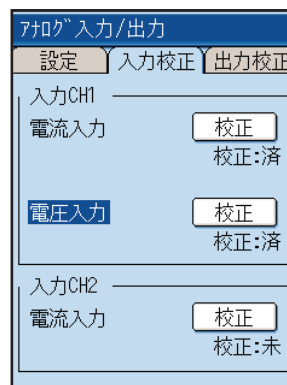 ｱﾅﾛｸﾞ入力/出力
設定 入力校正 出力校正
入力CH1
電流入力 校正
校正:済
電圧入力 校正
校正:済
入力CH2
電流入力 校正
校正:未